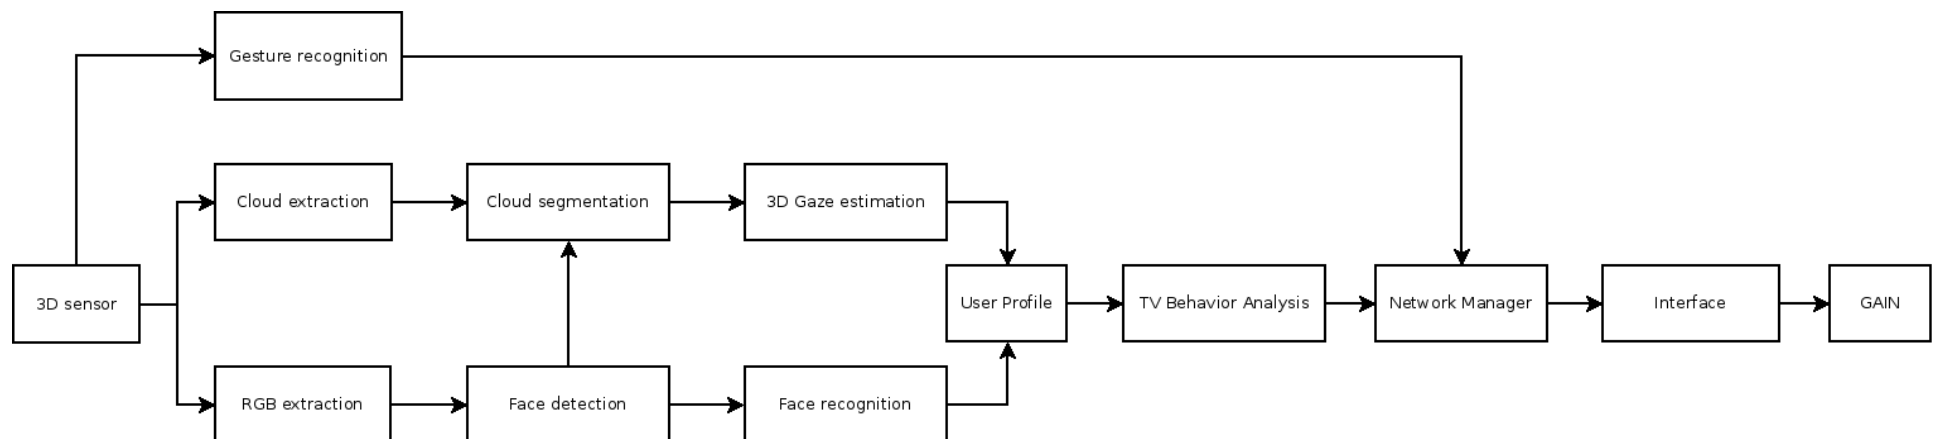 Gesture recognition
Cloud extraction
Cloud segmentation
3D Gaze estimation
3D sensor
User Profile
TV Behavior Analysis
Network Manager
Interface
GAIN
RGB extraction
Face detection
Face recognition